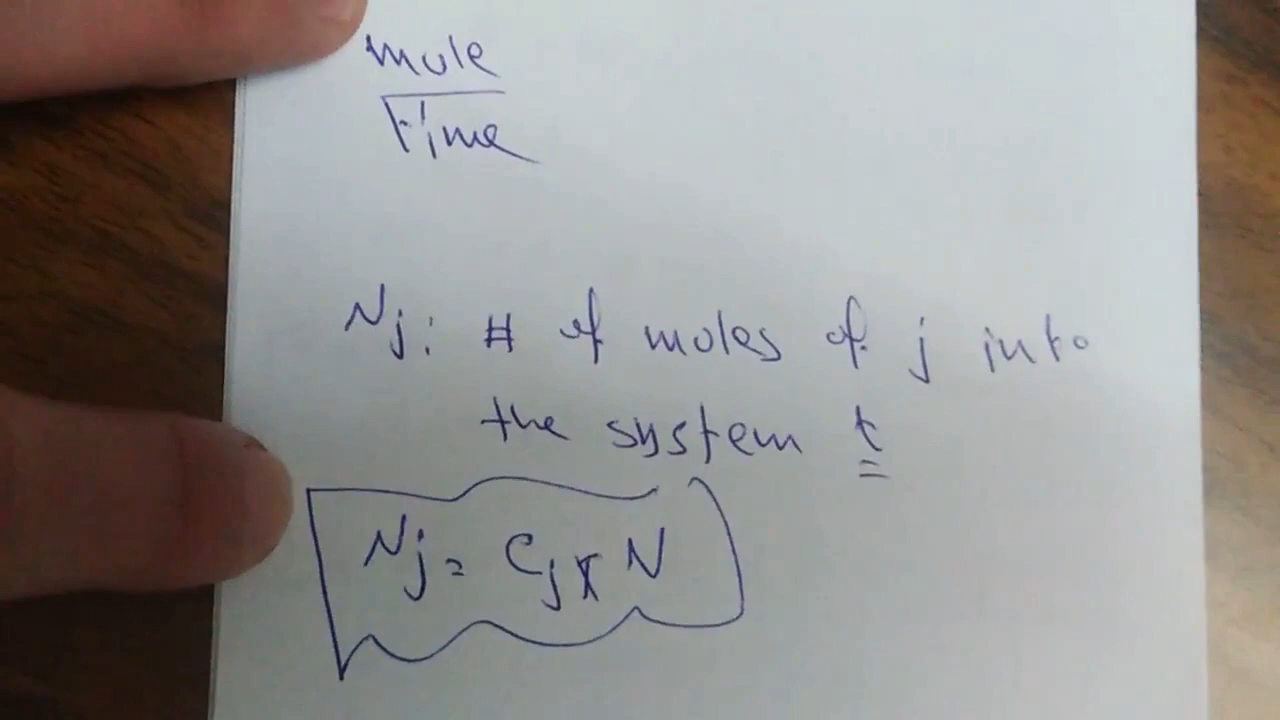 mole
time
Nj: # of moles of j into
the system t
Nj = Cj x N